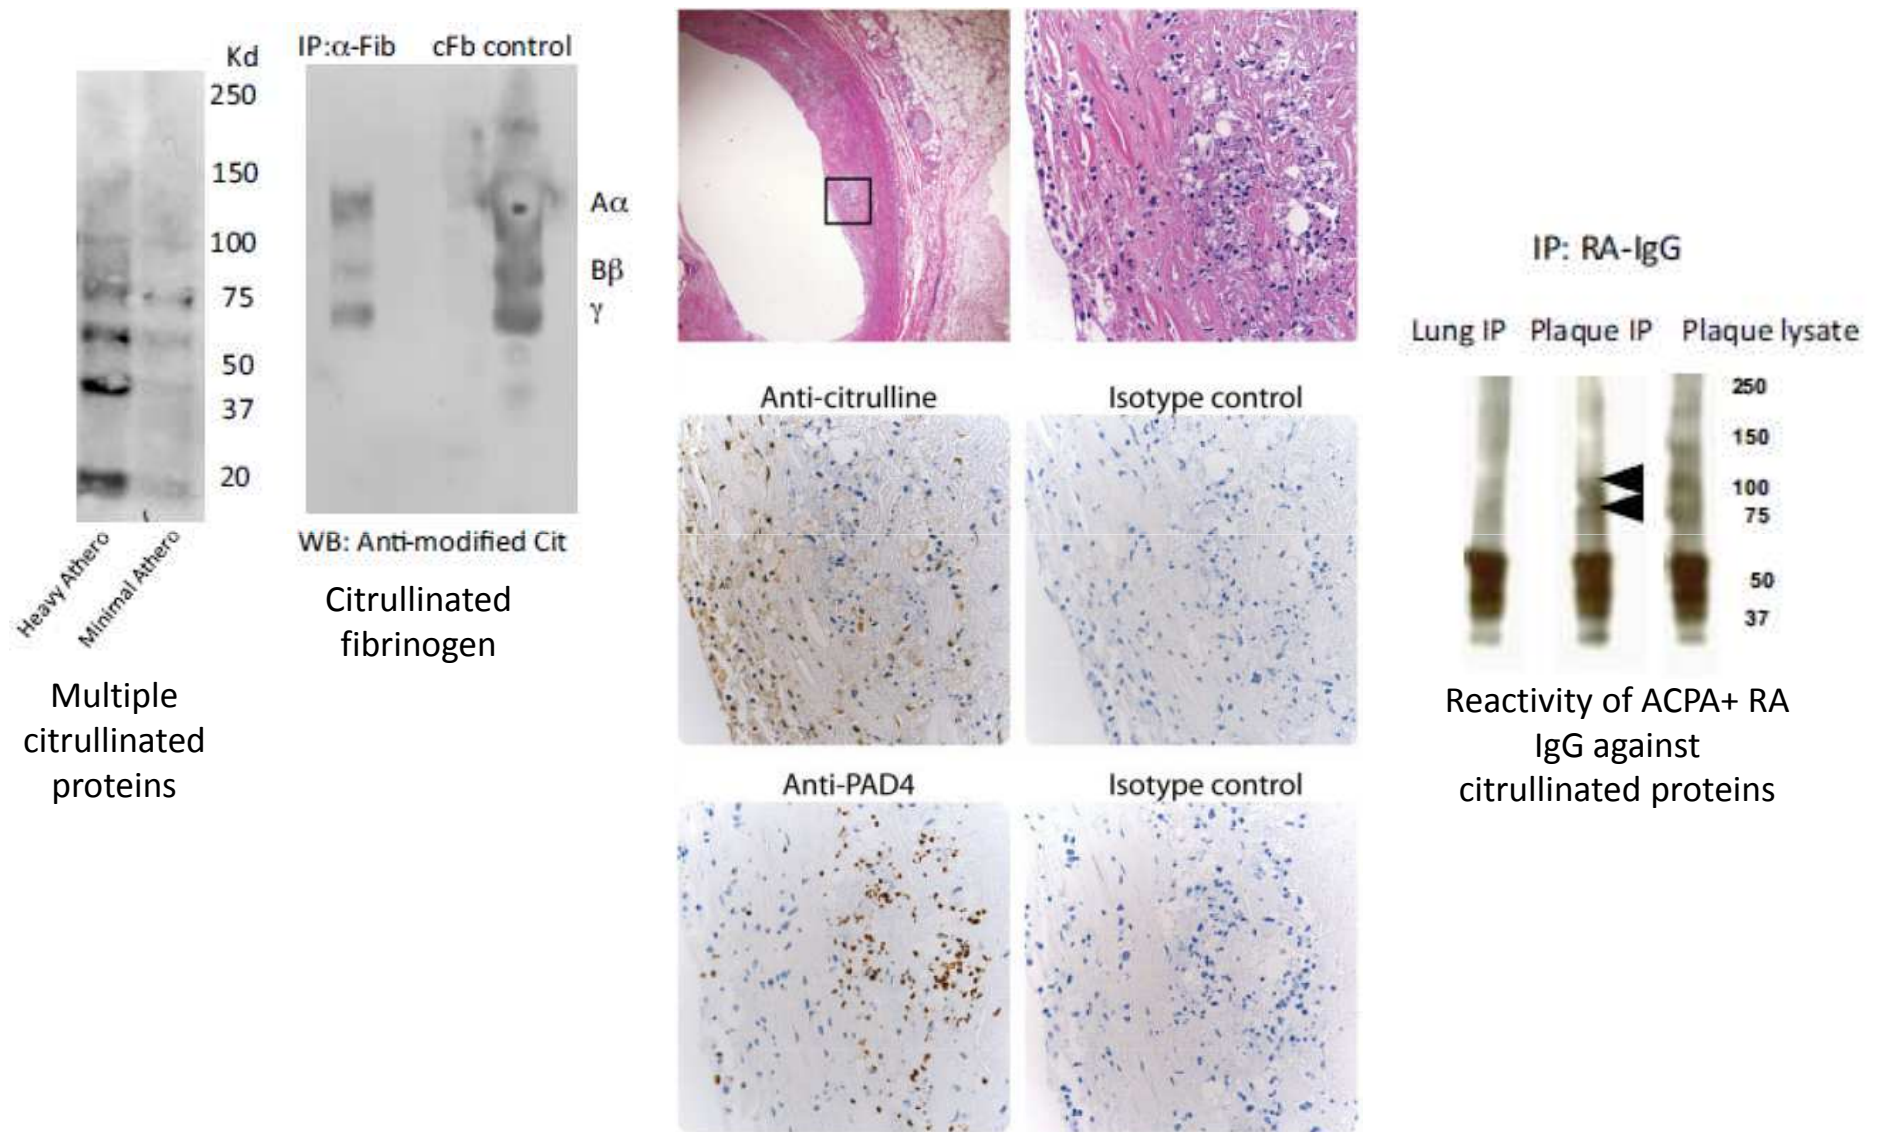 Kd
250
150
100
75
50
37
20
Heavy Athero
Minimal Athero
Multiple
citrullinated
proteins
IP:α-Fib cFb control
Aα
Bβ
γ
WB: Anti-modified Cit
Citrullinated
fibrinogen
Anti-citrulline
Isotype control
Anti-PAD4
Isotype control
IP: RA-IgG
Lung IP Plaque IP Plaque lysate
250
150
100
75
50
37
Reactivity of ACPA+ RA
IgG against
citrullinated proteins